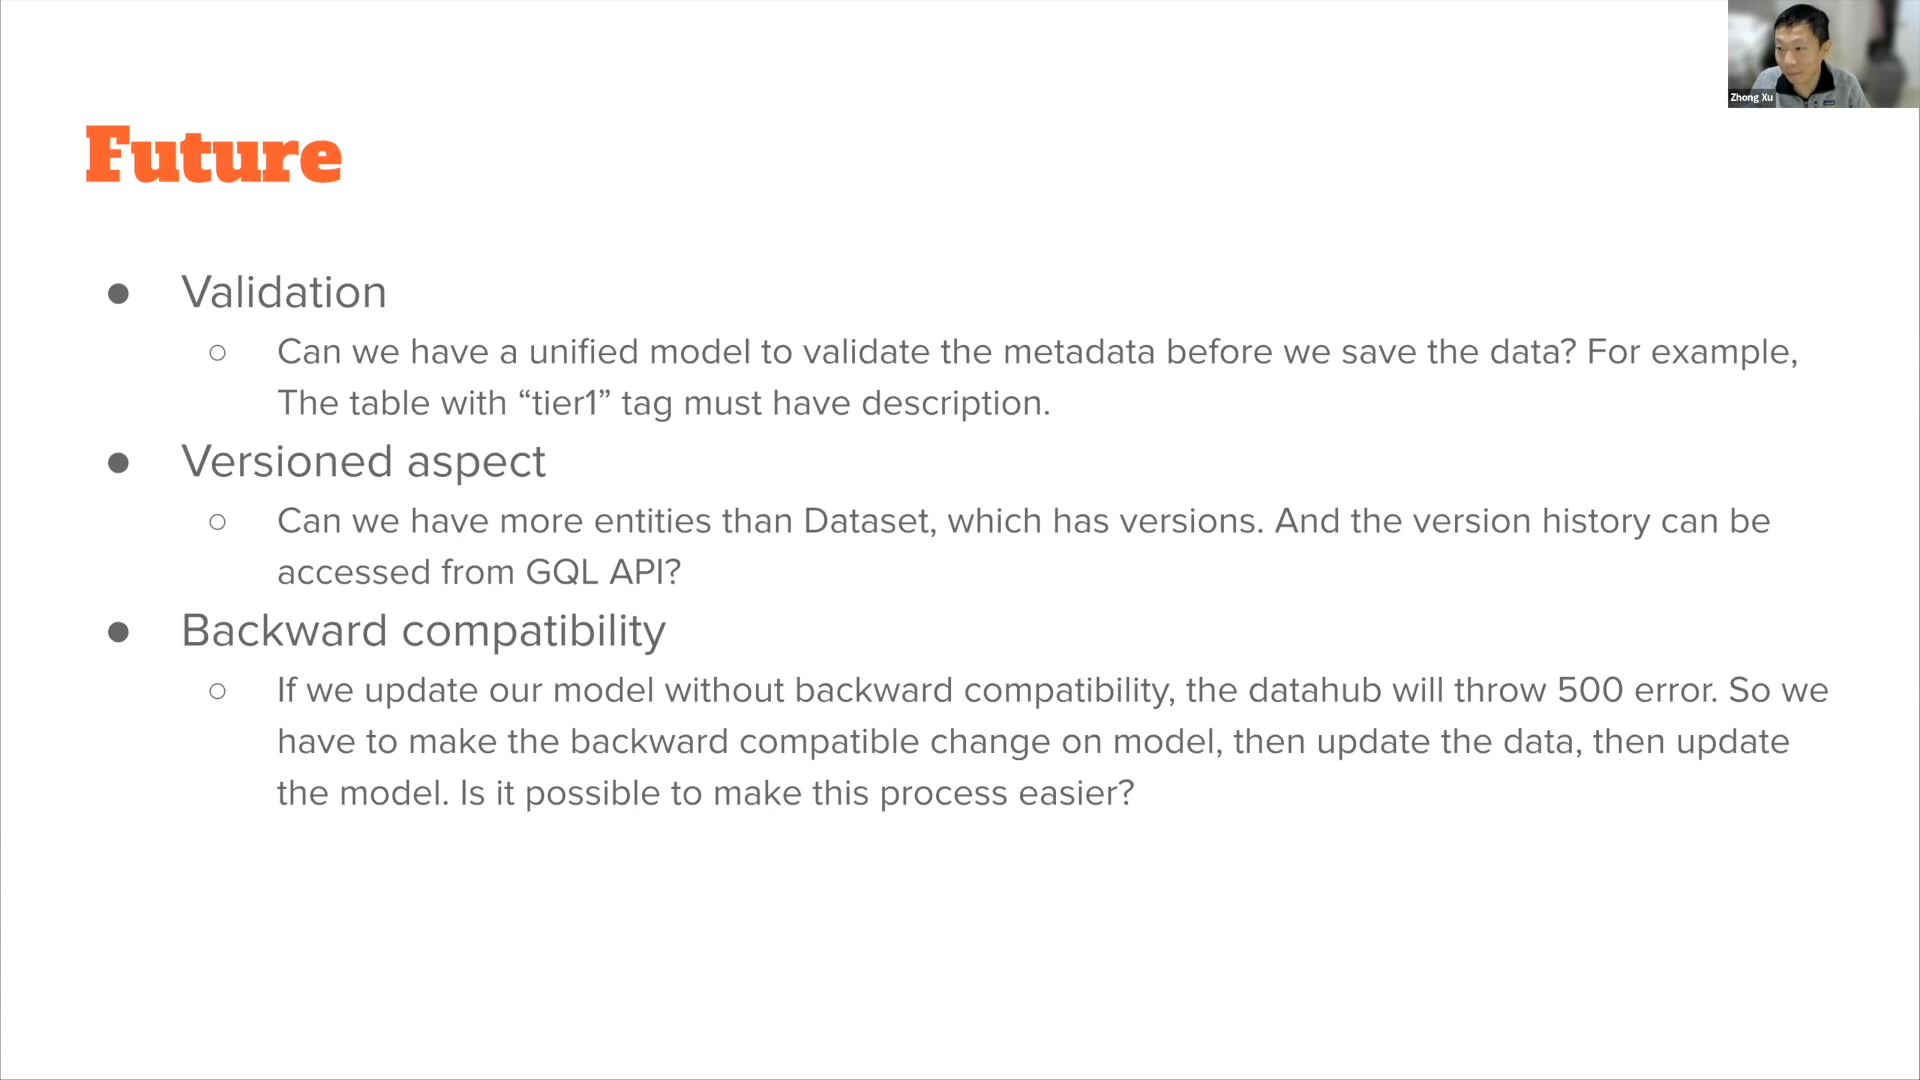 Zhong Xu
Future
● Validation
○ Can we have a unified model to validate the metadata before we save the data? For example,
The table with “tier1” tag must have description.
● Versioned aspect
○ Can we have more entities than Dataset, which has versions. And the version history can be
accessed from GQL API?
● Backward compatibility
○ If we update our model without backward compatibility, the datahub will throw 500 error. So we
have to make the backward compatible change on model, then update the data, then update
the model. Is it possible to make this process easier?